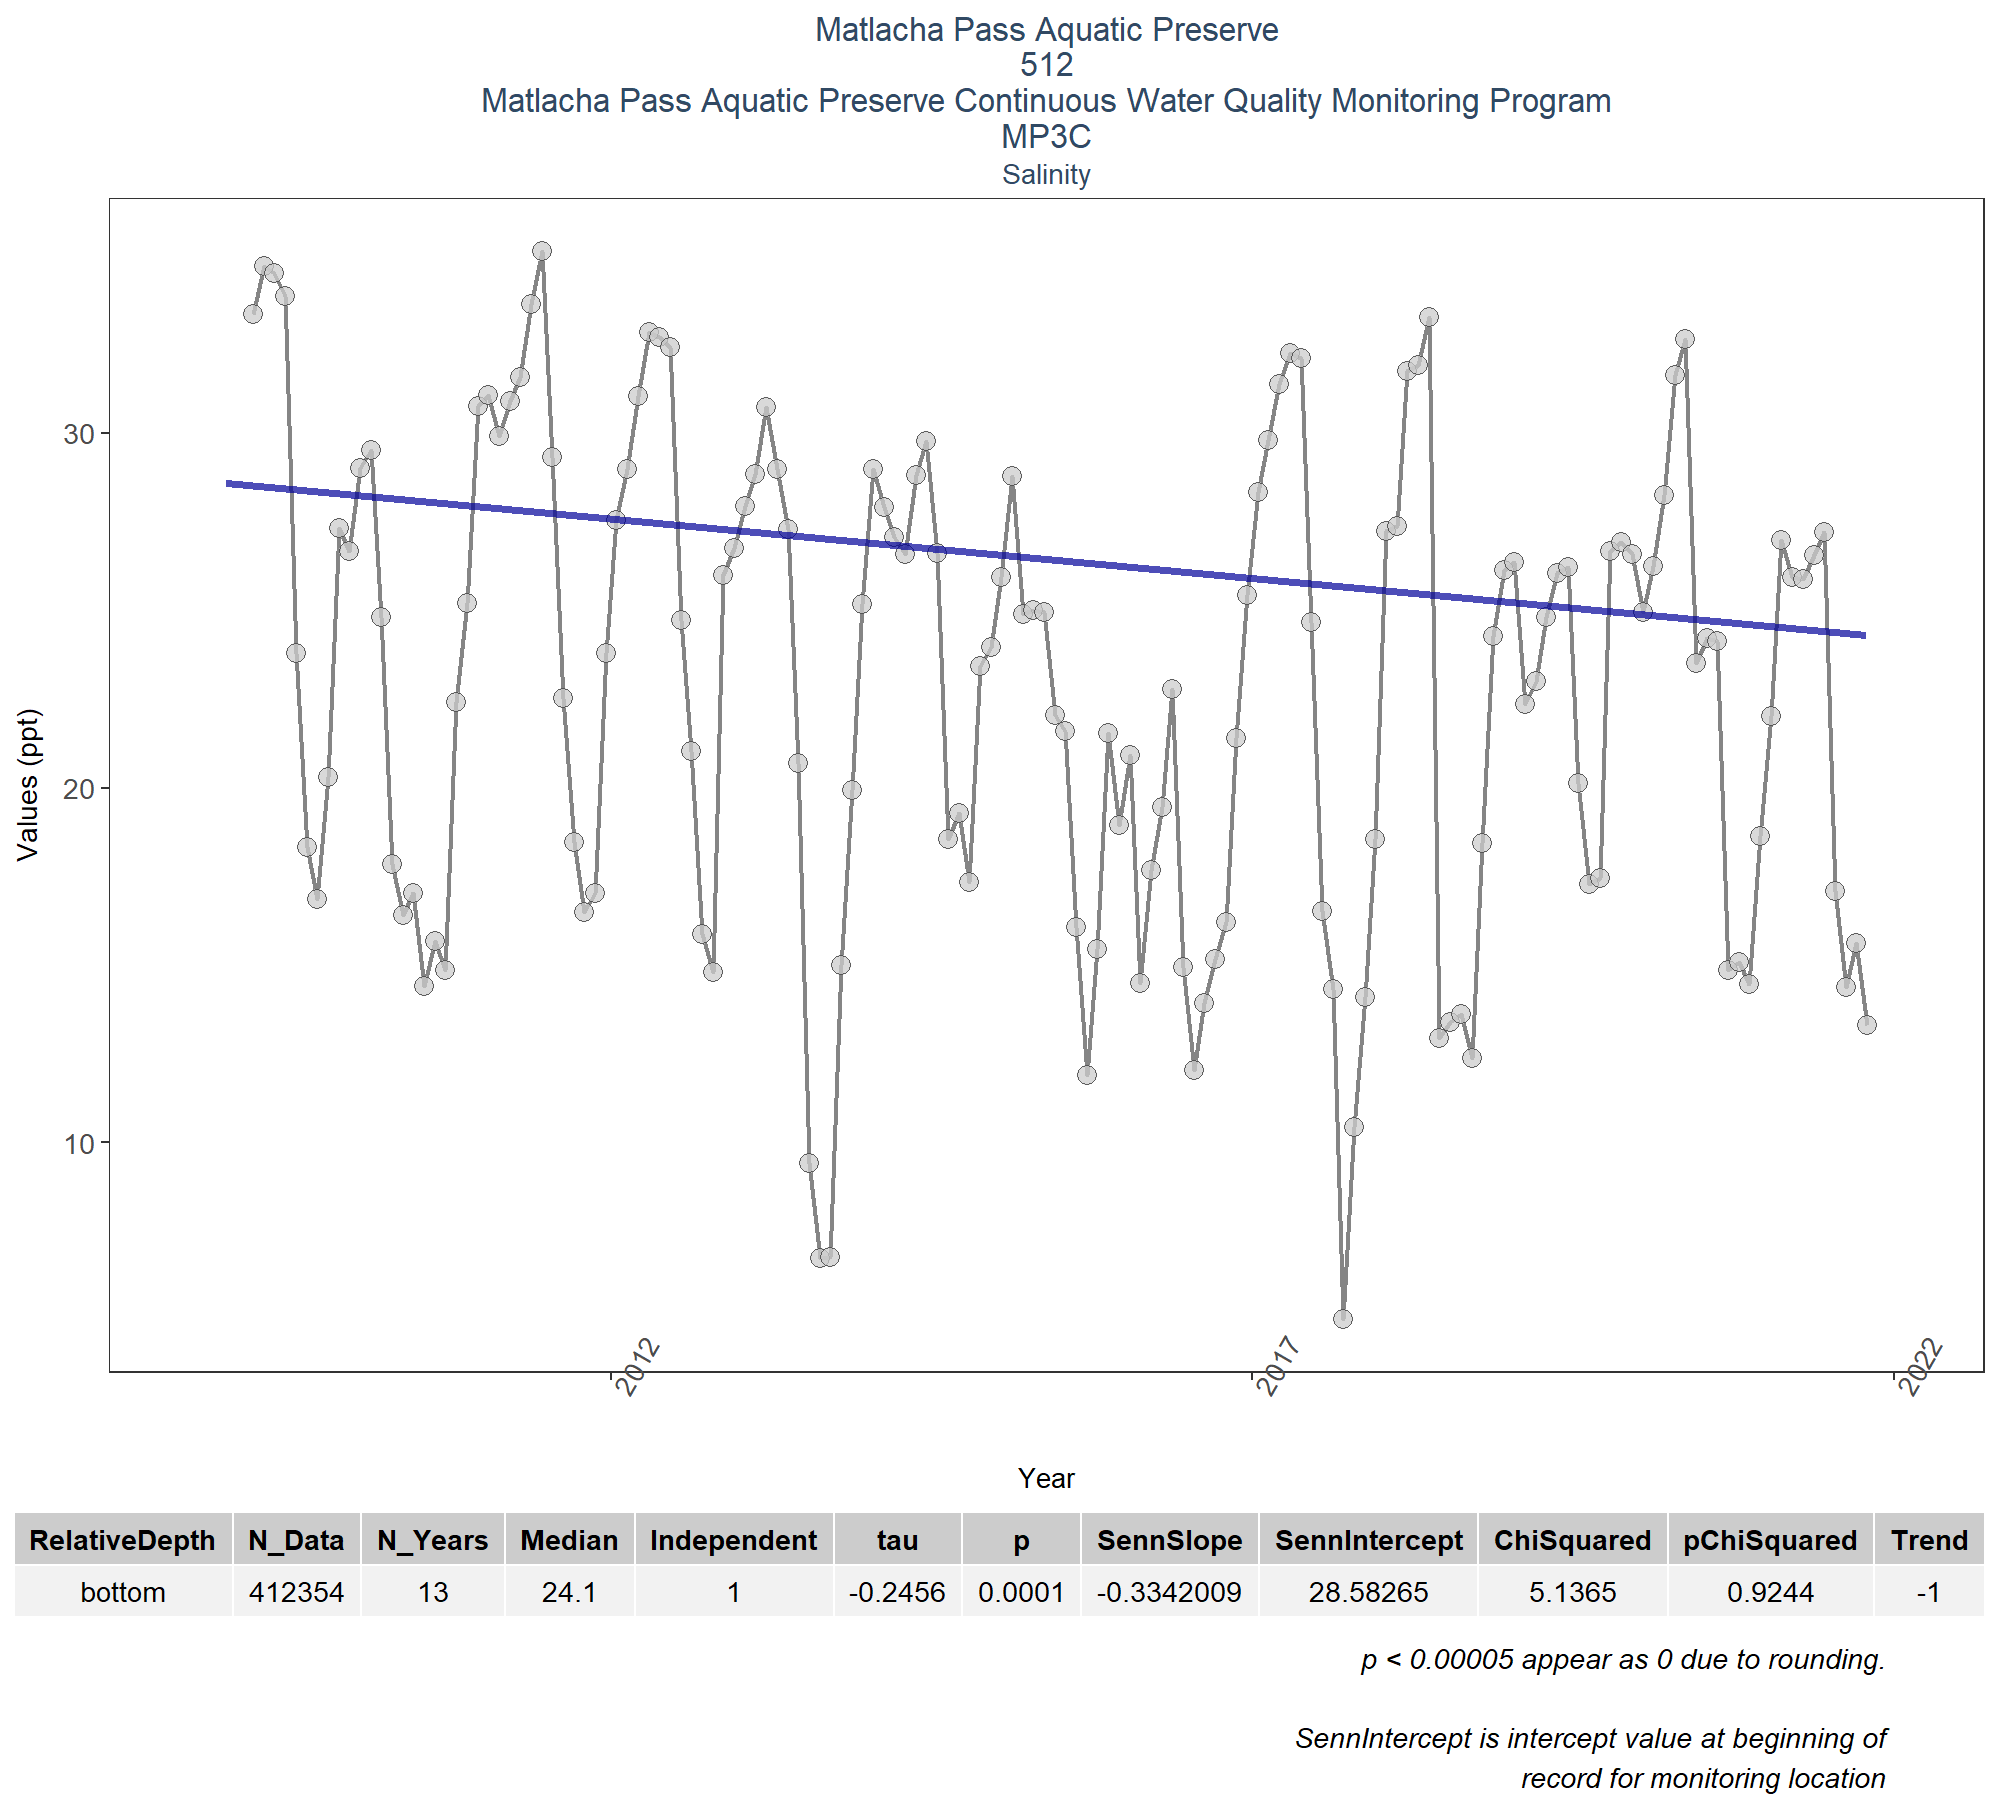 Matlacha Pass Aquatic Preserve
512
Matlacha Pass Aquatic Preserve Continuous Water Quality Monitoring Program
MP3C
Salinity
Values (ppt)
30
20
10
2012
2017
2022
Year
RelativeDepth N_Data N_Years Median Independent tau p SennSlope SennIntercept ChiSquared pChiSquared Trend
bottom 412354 13 24.1 1 -0.2456 0.0001 -0.3342009 28.58265 5.1365 0.9244 -1
p < 0.00005 appear as 0 due to rounding.
SennIntercept is intercept value at beginning of
record for monitoring location